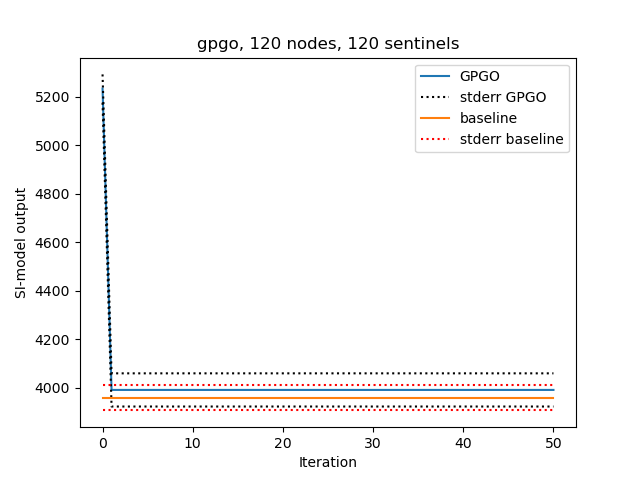 gpgo, 120 nodes, 120 sentinels
GPGO
stderr GPGO
baseline
stderr baseline
SI-model output
5200
5000
4800
4600
4400
4200
4000
0 10 20 30 40 50
Iteration